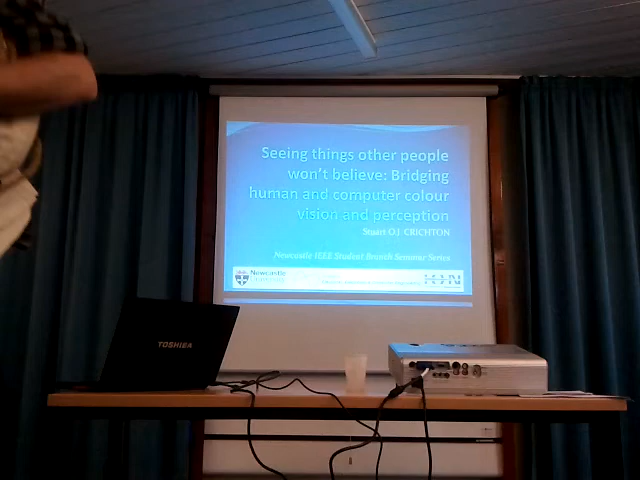 Seeing things other people
won't believe: Bridging
human and computer colour
vision and perception
Stuart O.J. CRICHTON
Newcastle IEEE Student Branch Seminar Series
Newcastle
TOSHIBA